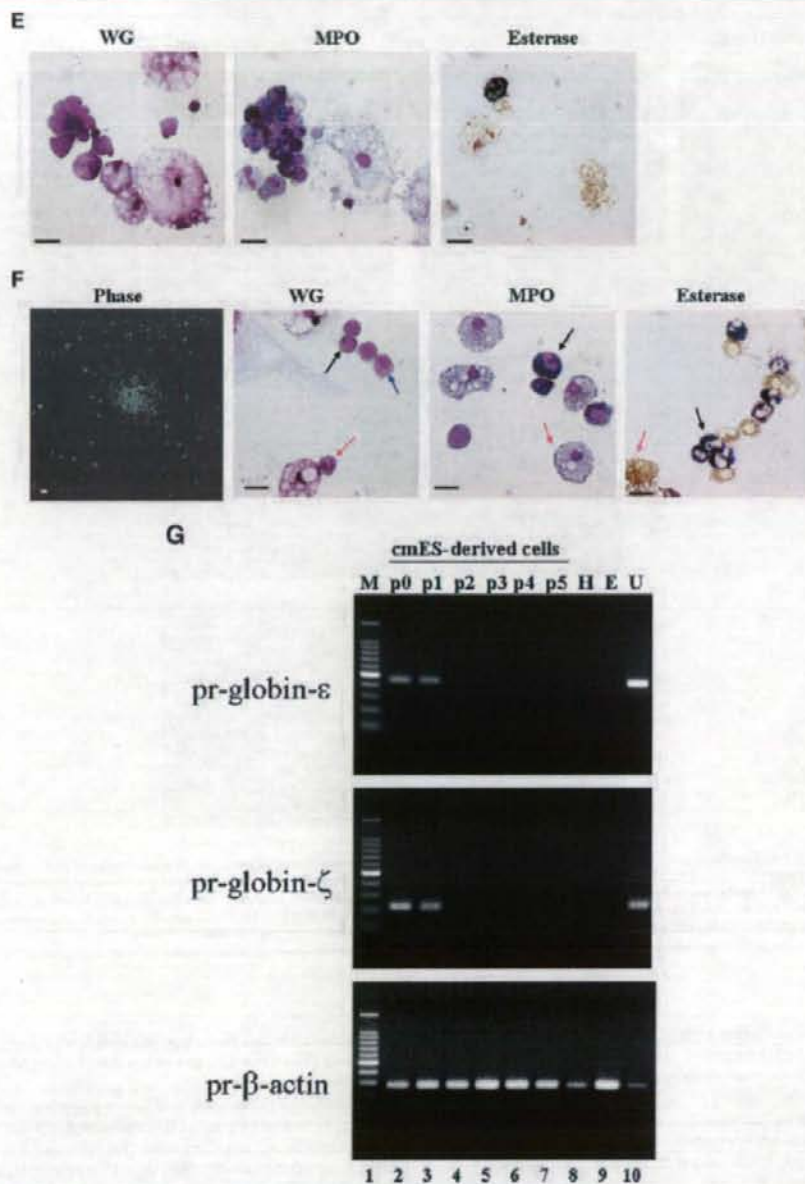 E
WG MPO Esterase
F
Phase WG MPO Esterase
G
cmES-derived cells
M p0 p1 p2 p3 p4 p5 H E U
pr-globin-ε
pr-globin-ζ
pr-β-actin
1 2 3 4 5 6 7 8 9 10